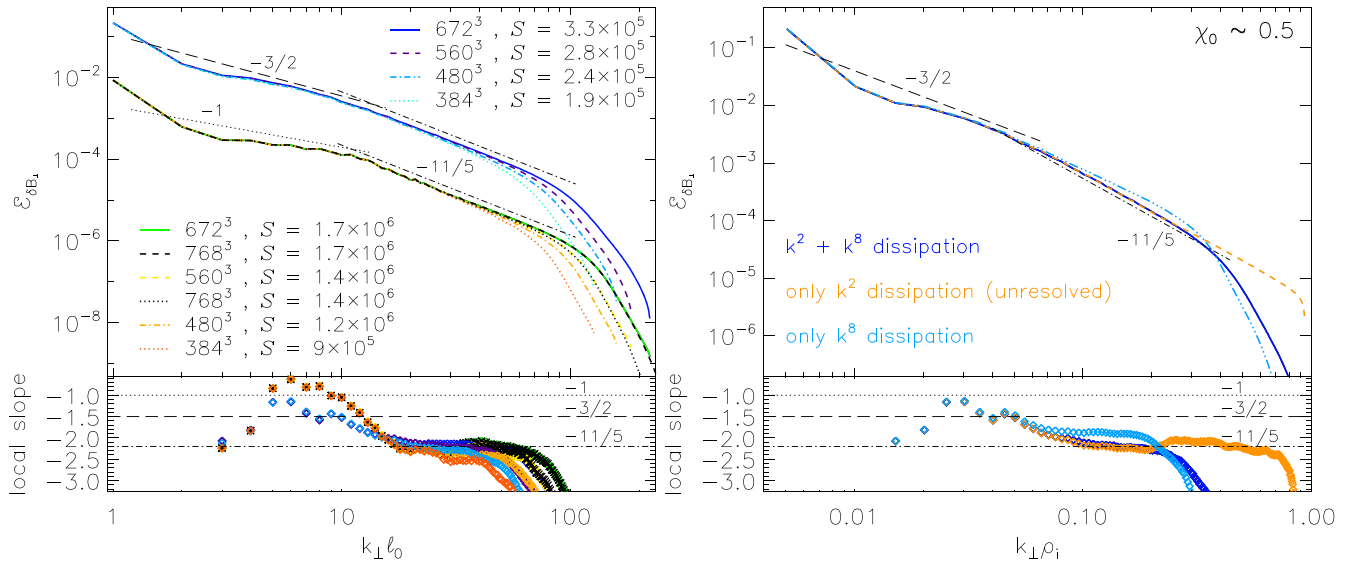 672³ , S = 3.3×10⁵
560³ , S = 2.8×10⁵
480³ , S = 2.4×10⁵
384³ , S = 1.9×10⁵
−3/2
−1
−11/5
10⁻²
10⁻⁴
10⁻⁶
10⁻⁸
ℰδB⊥
672³ , S = 1.7×10⁶
768³ , S = 1.7×10⁶
560³ , S = 1.4×10⁶
768³ , S = 1.4×10⁶
480³ , S = 1.2×10⁶
384³ , S = 9×10⁵
local slope
−1.0
−1.5
−2.0
−2.5
−3.0
−1
−3/2
−11/5
1
10
100
k⊥ℓ₀
χ₀ ~ 0.5
−3/2
−11/5
10⁻¹
10⁻²
10⁻³
10⁻⁴
10⁻⁵
10⁻⁶
ℰδB⊥
k² + k⁸ dissipation
only k² dissipation (unresolved)
only k⁸ dissipation
local slope
−1.0
−1.5
−2.0
−2.5
−3.0
−1
−3/2
−11/5
0.01
0.10
1.00
k⊥ρᵢ